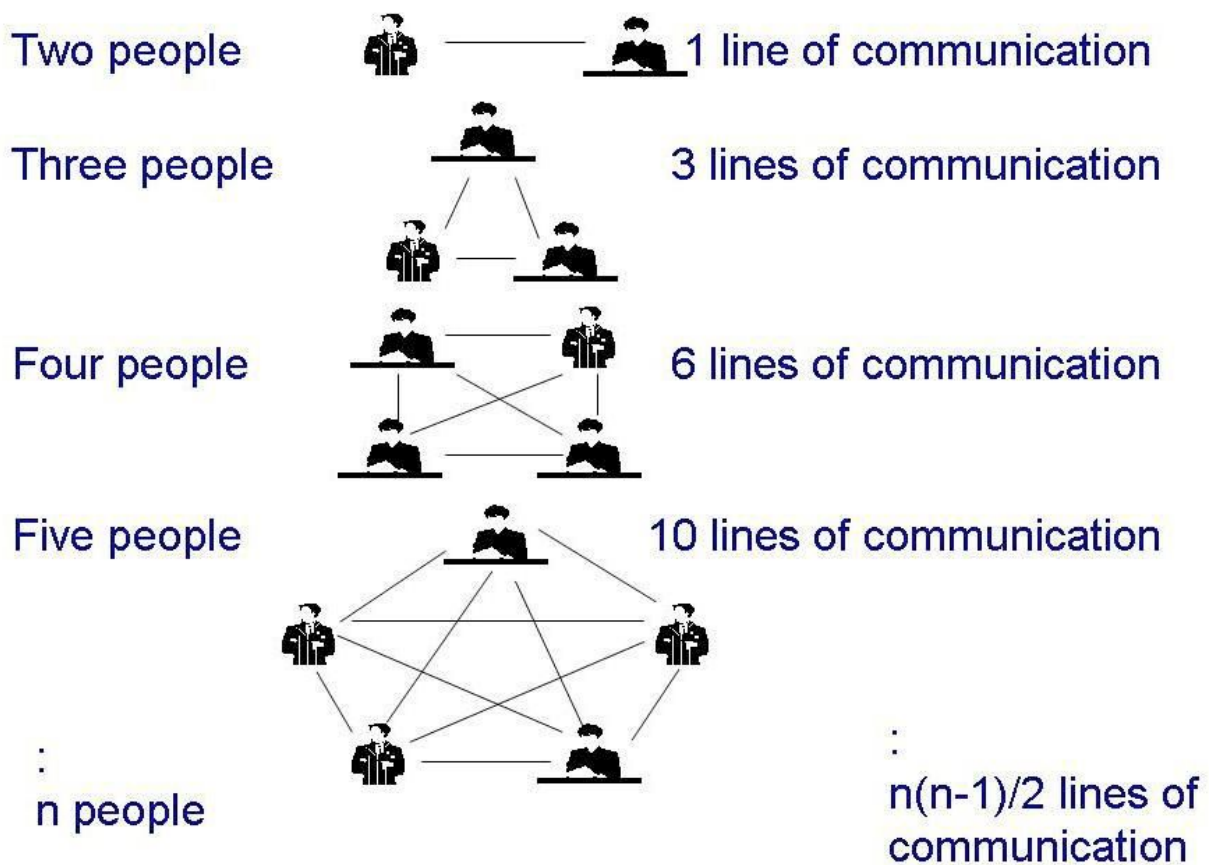 Two people 1 line of communication
Three people 3 lines of communication
Four people 6 lines of communication
Five people 10 lines of communication
:
n people
:
n(n-1)/2 lines of
communication